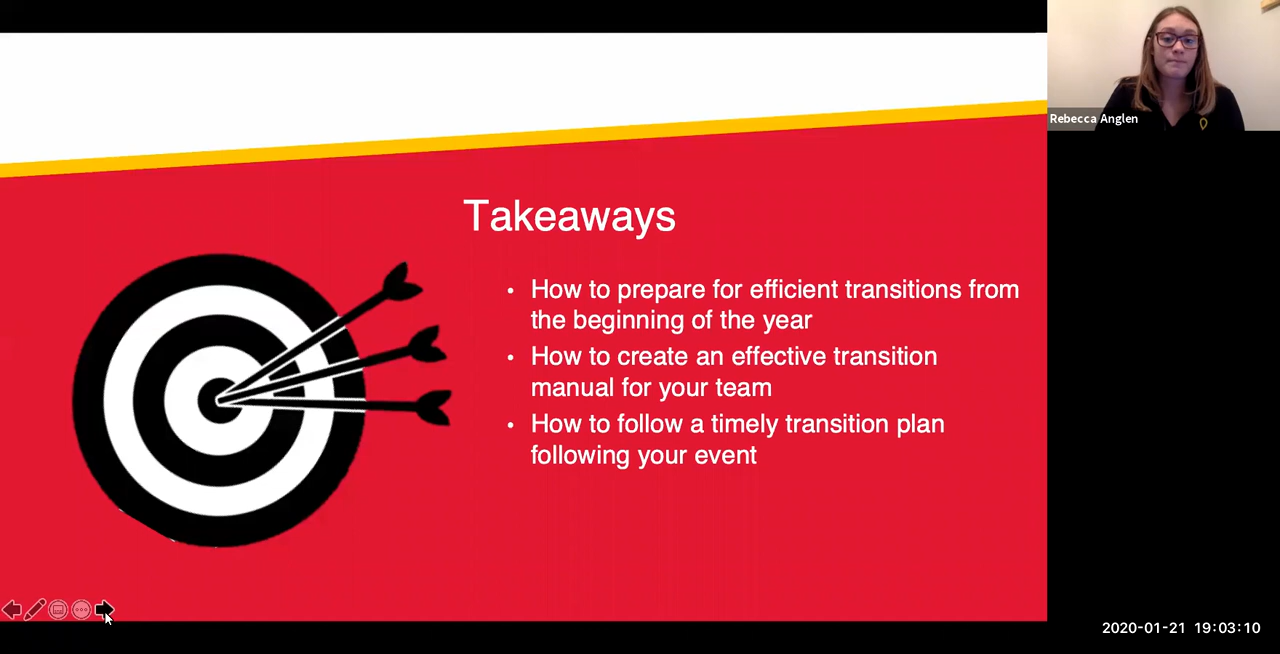 Rebecca Anglen
Takeaways
• How to prepare for efficient transitions from
the beginning of the year
• How to create an effective transition
manual for your team
• How to follow a timely transition plan
following your event
2020-01-21 19:03:10